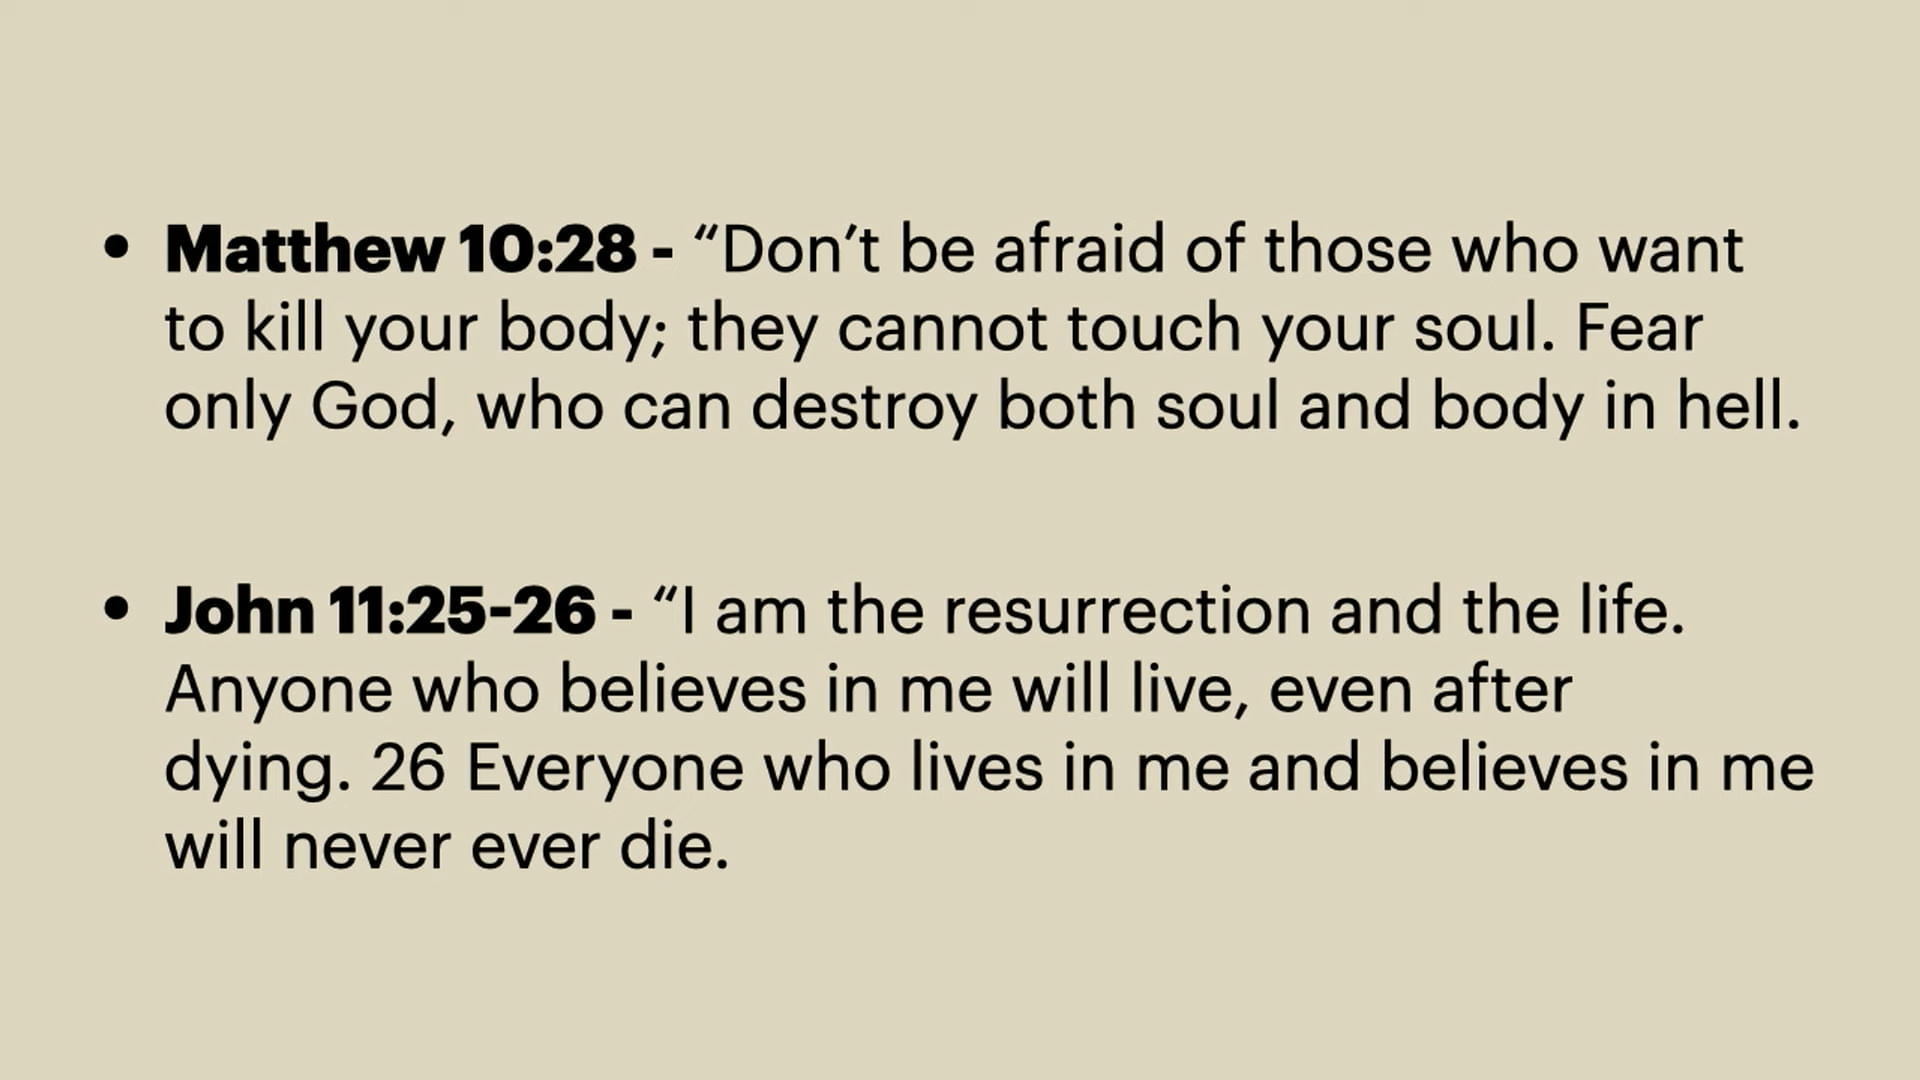 • Matthew 10:28 - “Don’t be afraid of those who want
to kill your body; they cannot touch your soul. Fear
only God, who can destroy both soul and body in hell.
• John 11:25-26 - “I am the resurrection and the life.
Anyone who believes in me will live, even after
dying. 26 Everyone who lives in me and believes in me
will never ever die.